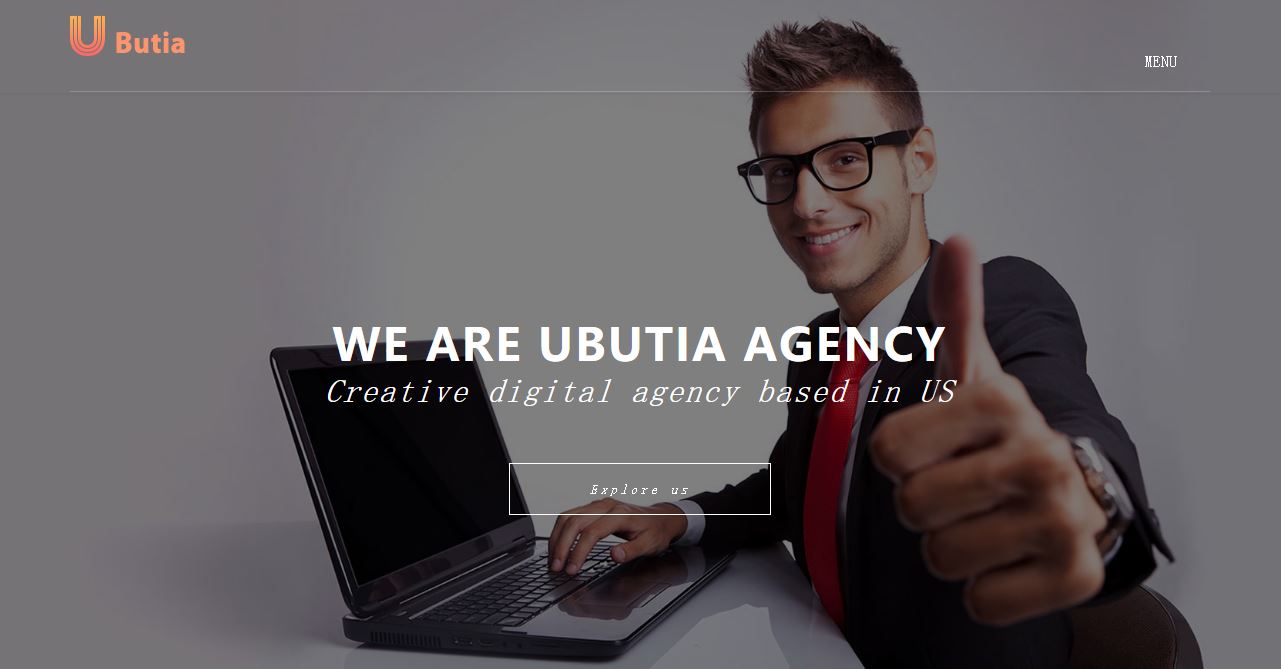 U Butia
MENU
WE ARE UBUTIA AGENCY
Creative digital agency based in US
Explore us